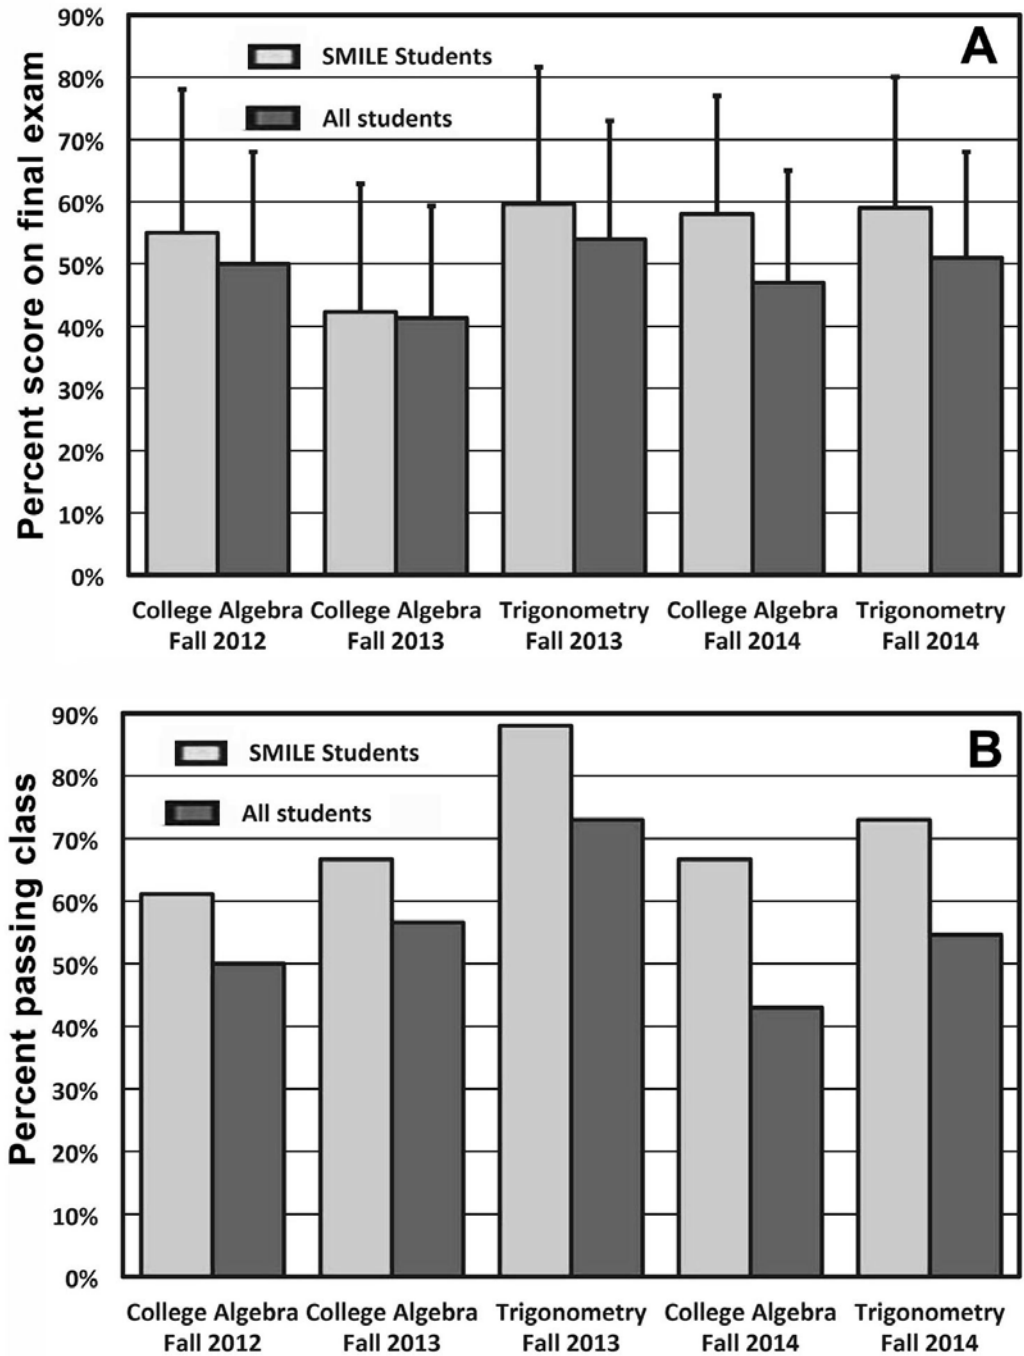 90%
80%
70%
60%
50%
40%
30%
20%
10%
0%
Percent score on final exam
SMILE Students
All students
A
College Algebra
Fall 2012
College Algebra
Fall 2013
Trigonometry
Fall 2013
College Algebra
Fall 2014
Trigonometry
Fall 2014
90%
80%
70%
60%
50%
40%
30%
20%
10%
0%
Percent passing class
SMILE Students
All students
B
College Algebra
Fall 2012
College Algebra
Fall 2013
Trigonometry
Fall 2013
College Algebra
Fall 2014
Trigonometry
Fall 2014